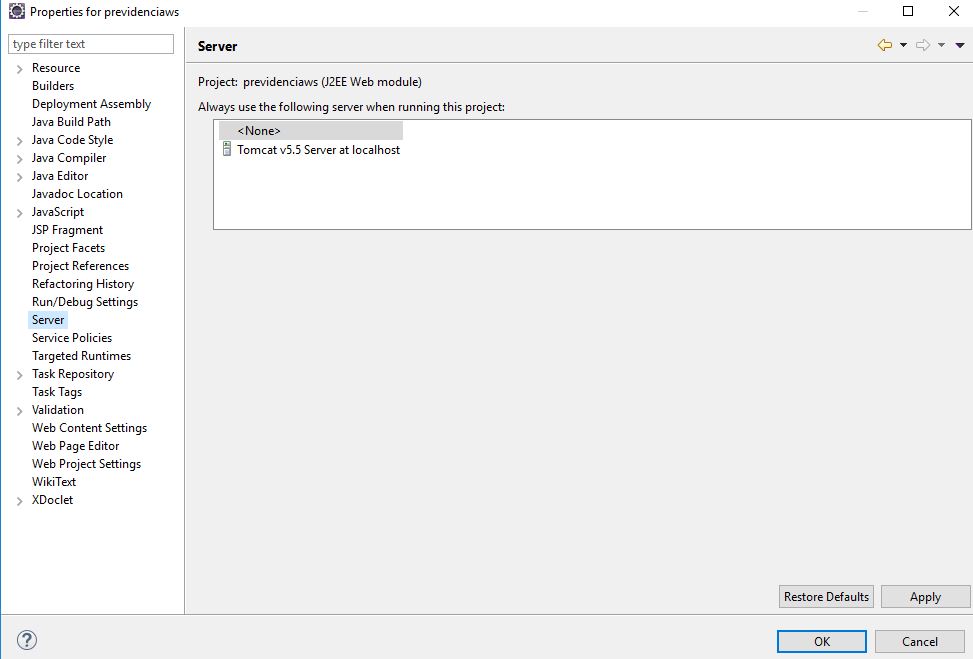 Properties for previdenciaws
type filter text
Resource
Builders
Deployment Assembly
Java Build Path
Java Code Style
Java Compiler
Java Editor
Javadoc Location
JavaScript
JSP Fragment
Project Facets
Project References
Refactoring History
Run/Debug Settings
Server
Service Policies
Targeted Runtimes
Task Repository
Task Tags
Validation
Web Content Settings
Web Page Editor
Web Project Settings
WikiText
XDoclet
Server
Project: previdenciaws (J2EE Web module)
Always use the following server when running this project:
<None>
Tomcat v5.5 Server at localhost
Restore Defaults
Apply
?
OK
Cancel